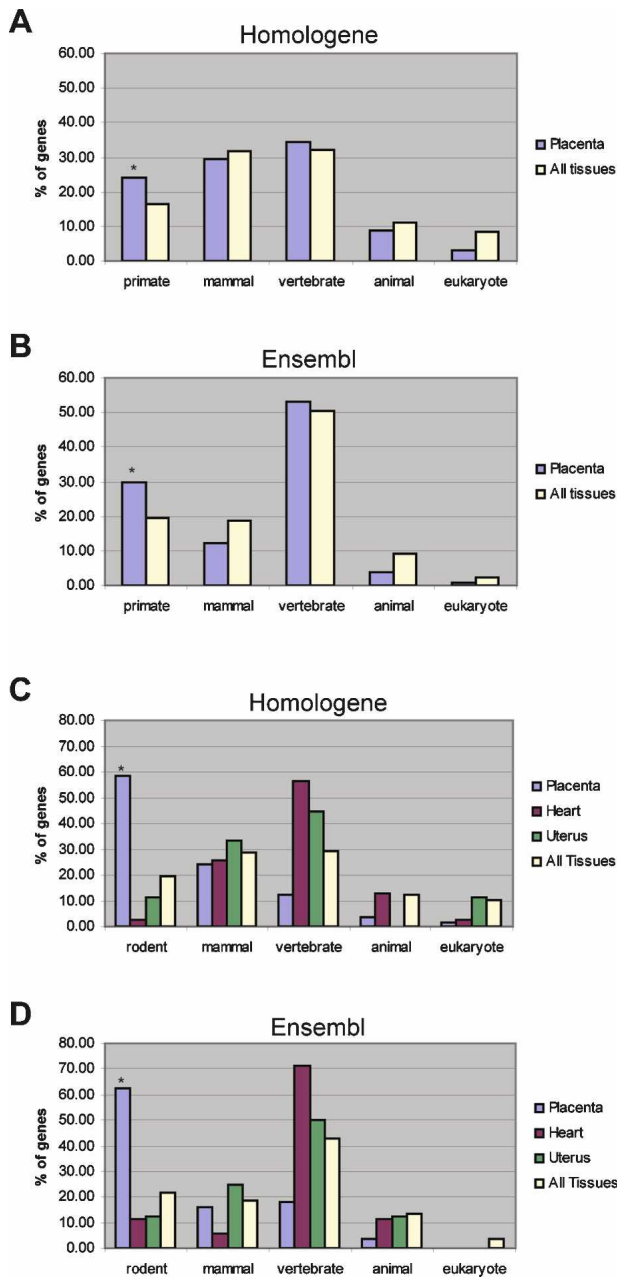 A
Homologene
60.00
50.00
40.00
30.00
20.00
10.00
0.00
% of genes
*
primate mammal vertebrate animal eukaryote
Placenta
All tissues
B
Ensembl
60.00
50.00
40.00
30.00
20.00
10.00
0.00
% of genes
*
primate mammal vertebrate animal eukaryote
Placenta
All tissues
C
Homologene
80.00
70.00
60.00
50.00
40.00
30.00
20.00
10.00
0.00
% of genes
*
rodent mammal vertebrate animal eukaryote
Placenta
Heart
Uterus
All Tissues
D
Ensembl
80.00
70.00
60.00
50.00
40.00
30.00
20.00
10.00
0.00
% of genes
*
rodent mammal vertebrate animal eukaryote
Placenta
Heart
Uterus
All Tissues